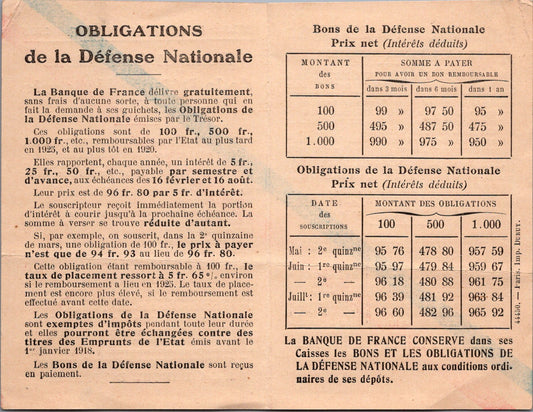 OBLIGATIONS
de la Défense Nationale
La Banque de France délivre gratuitement,
sans frais d'aucune sorte, à toute personne qui en
fait la demande à ses guichets, les Obligations de
la Défense Nationale émises par le Trésor.
Ces obligations sont de 100 fr., 500 fr.,
1.000 fr., etc., remboursables par l'Etat au plus tard
en 1925, et au plus tôt en 1920.
Elles rapportent, chaque année, un intérêt de 5 fr.,
25 fr., 50 fr., etc., payable par semestre et
d'avance, aux échéances des 16 février et 16 août.
Leur prix est de 96 fr. 80 par 5 fr. d'intérêt.
Le souscripteur reçoit immédiatement la portion
d'intérêt à courir jusqu'à la prochaine échéance. La
somme à verser se trouve réduite d'autant.
Si, par exemple, on souscrit, dans la 2e quinzaine
de mars, une obligation de 100 fr., le prix à payer
n'est que de 94 fr. 93 au lieu de 96 fr. 80.
Cette obligation étant remboursable à 100 fr., le
taux de placement ressort à 5 fr. 65 %, environ
si le remboursement a lieu en 1925. Le taux de place-
ment est encore plus élevé, si le remboursement est
effectué avant cette date.
Les Obligations de la Défense Nationale
sont exemptes d'impôts pendant toute leur durée
et elles pourront être échangées contre des
titres des Emprunts de l'Etat émis avant le
1er janvier 1918.
Les Bons de la Défense Nationale sont reçus
en paiement.
Bons de la Défense Nationale
Prix net (Intérêts déduits)
MONTANT des BONS SOMME A PAYER
POUR AVOIR UN BON REMBOURSABLE
dans 3 mois dans 6 mois dans 1 an
100 99 » 97 50 95 »
500 495 » 487 50 475 »
1.000 990 » 975 » 950 »
Obligations de la Défense Nationale
Prix net (Intérêts déduits)
DATE des SOUSCRIPTIONS MONTANT DES OBLIGATIONS
100 500 1.000
Mai : 2e quinzne 95 76 478 80 957 59
Juin : 1re quinzne 95 97 479 84 959 67
— 2e — 96 18 480 88 961 75
Juillt : 1re quinzne 96 39 481 92 963 84
— 2e — 96 60 482 96 965 92
44450. — Paris. Imp. Dubuy.
La BANQUE DE FRANCE CONSERVE dans ses
Caisses les BONS ET LES OBLIGATIONS DE
LA DÉFENSE NATIONALE aux conditions ordi-
naires de ses dépôts.